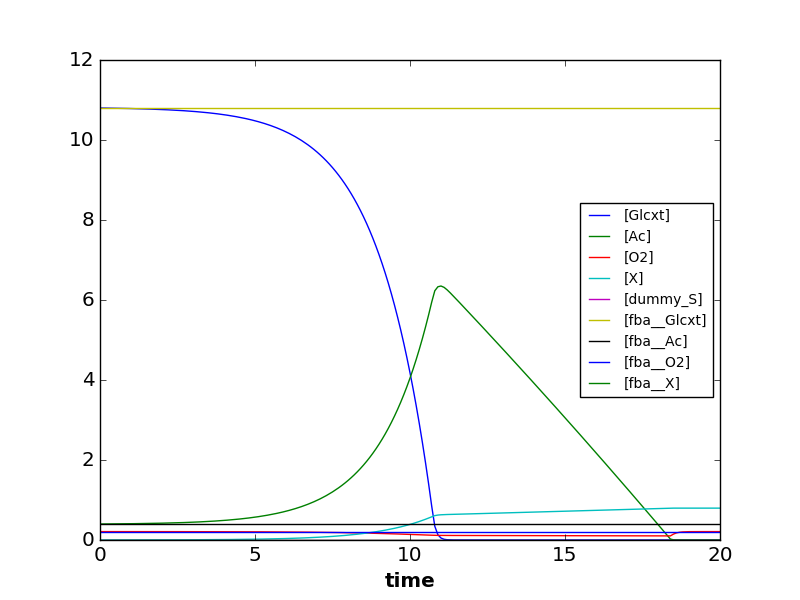 12
10
8
6
4
2
0
0 5 10 15 20
time
[Glcxt]
[Ac]
[O2]
[X]
[dummy_S]
[fba__Glcxt]
[fba__Ac]
[fba__O2]
[fba__X]